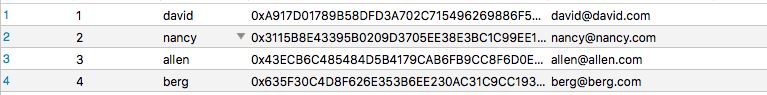 1 1 david 0xA917D01789B58DFD3A702C715496269886F5... david@david.com
2 2 nancy 0x3115B8E43395B0209D3705EE38E3BC1C99EE1... nancy@nancy.com
3 3 allen 0x43ECB6C485484D5B4179CAB6FB9CC8F6D0E... allen@allen.com
4 4 berg 0x635F30C4D8F626E353B6EE230AC31C9CC193... berg@berg.com